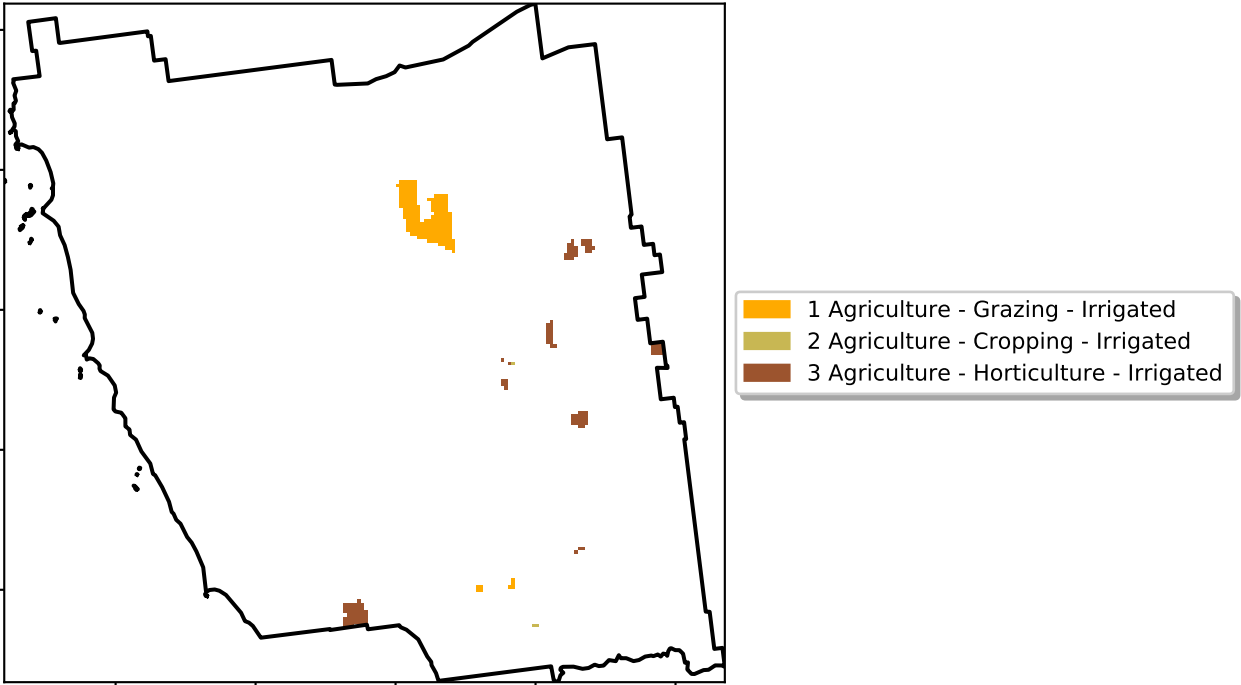 1 Agriculture - Grazing - Irrigated
2 Agriculture - Cropping - Irrigated
3 Agriculture - Horticulture - Irrigated